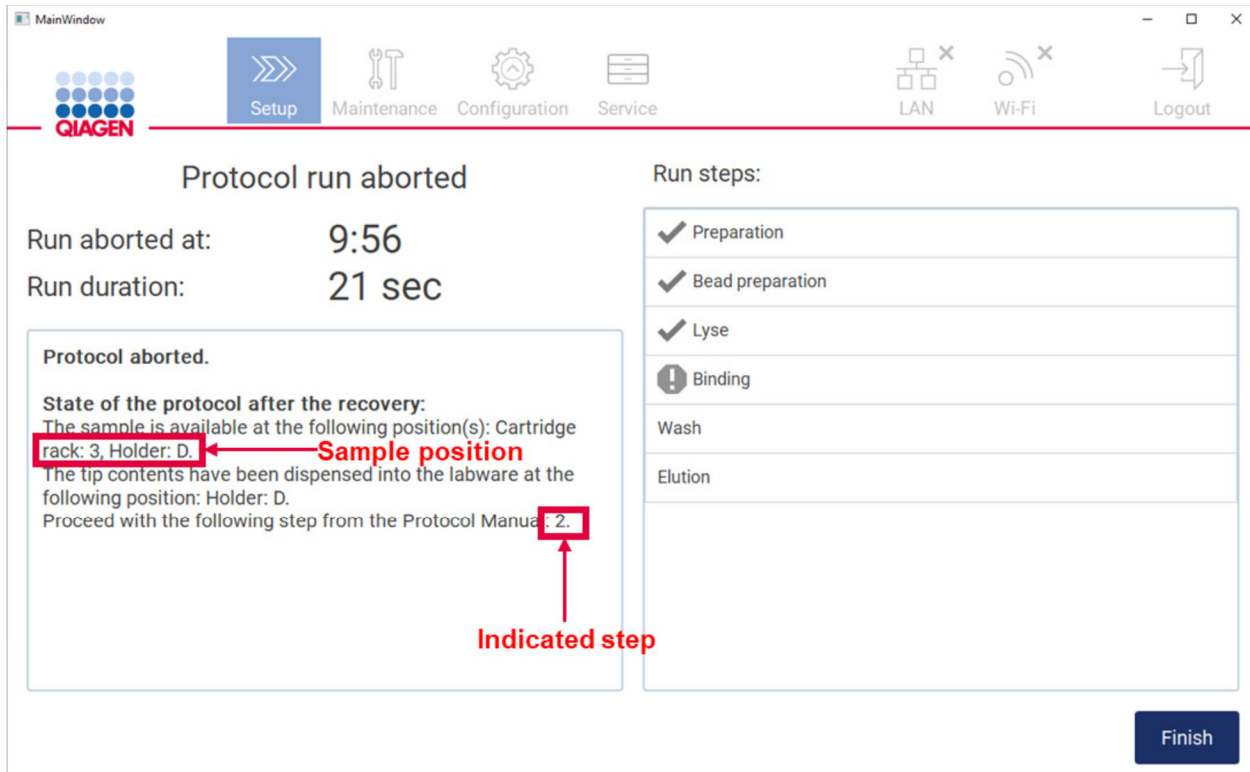 MainWindow
Setup
Maintenance
Configuration
Service
LAN
Wi-Fi
Logout
QIAGEN
Protocol run aborted
Run aborted at: 9:56
Run duration: 21 sec
Protocol aborted.
State of the protocol after the recovery:
The sample is available at the following position(s): Cartridge
rack: 3, Holder: D.
Sample position
The tip contents have been dispensed into the labware at the
following position: Holder: D.
Proceed with the following step from the Protocol Manual: 2.
Indicated step
Run steps:
Preparation
Bead preparation
Lyse
Binding
Wash
Elution
Finish